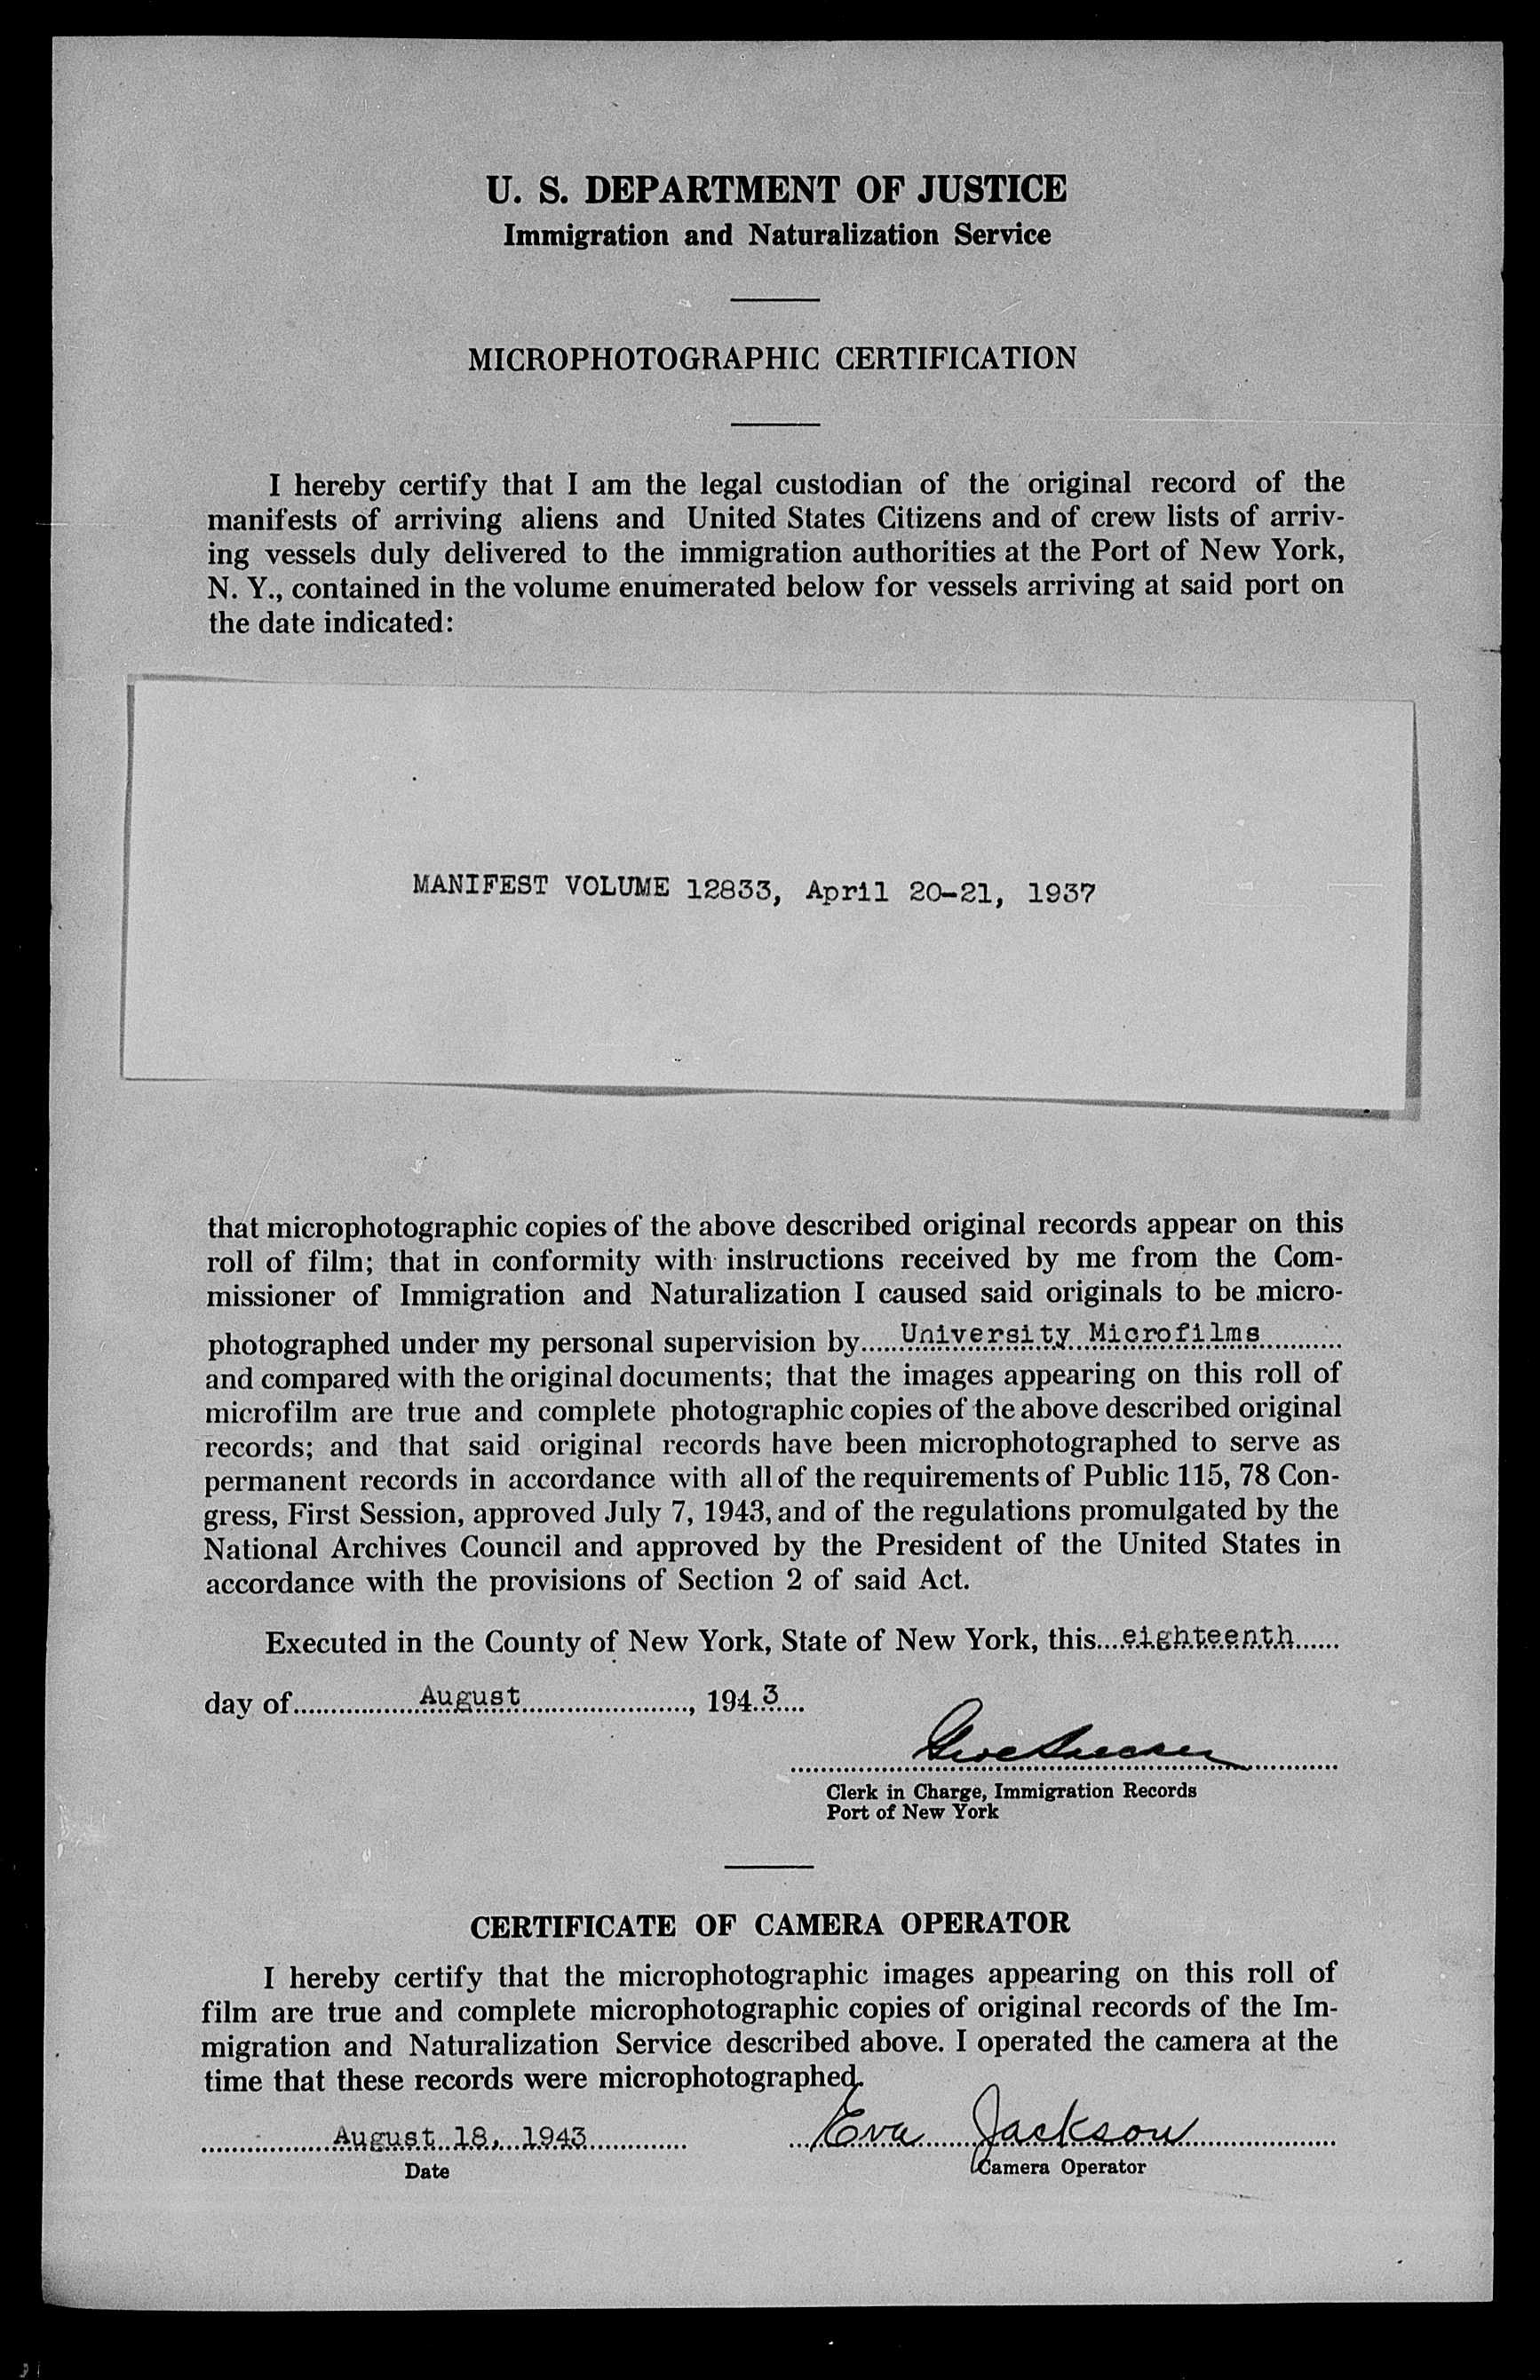 U. S. DEPARTMENT OF JUSTICE
Immigration and Naturalization Service
MICROPHOTOGRAPHIC CERTIFICATION
I hereby certify that I am the legal custodian of the original record of the
manifests of arriving aliens and United States Citizens and of crew lists of arriv-
ing vessels duly delivered to the immigration authorities at the Port of New York,
N. Y., contained in the volume enumerated below for vessels arriving at said port on
the date indicated:
MANIFEST VOLUME 12833, April 20-21, 1937
that microphotographic copies of the above described original records appear on this
roll of film; that in conformity with instructions received by me from the Com-
missioner of Immigration and Naturalization I caused said originals to be micro-
photographed under my personal supervision by.....University Microfilms..........
and compared with the original documents; that the images appearing on this roll of
microfilm are true and complete photographic copies of the above described original
records; and that said original records have been microphotographed to serve as
permanent records in accordance with all of the requirements of Public 115, 78 Con-
gress, First Session, approved July 7, 1943, and of the regulations promulgated by the
National Archives Council and approved by the President of the United States in
accordance with the provisions of Section 2 of said Act.
Executed in the County of New York, State of New York, this....eighteenth......
day of.................August......................, 194.3....
Clerk in Charge, Immigration Records
Port of New York
CERTIFICATE OF CAMERA OPERATOR
I hereby certify that the microphotographic images appearing on this roll of
film are true and complete microphotographic copies of original records of the Im-
migration and Naturalization Service described above. I operated the camera at the
time that these records were microphotographed.
August 18, 1943 Eva Jackson
Date Camera Operator